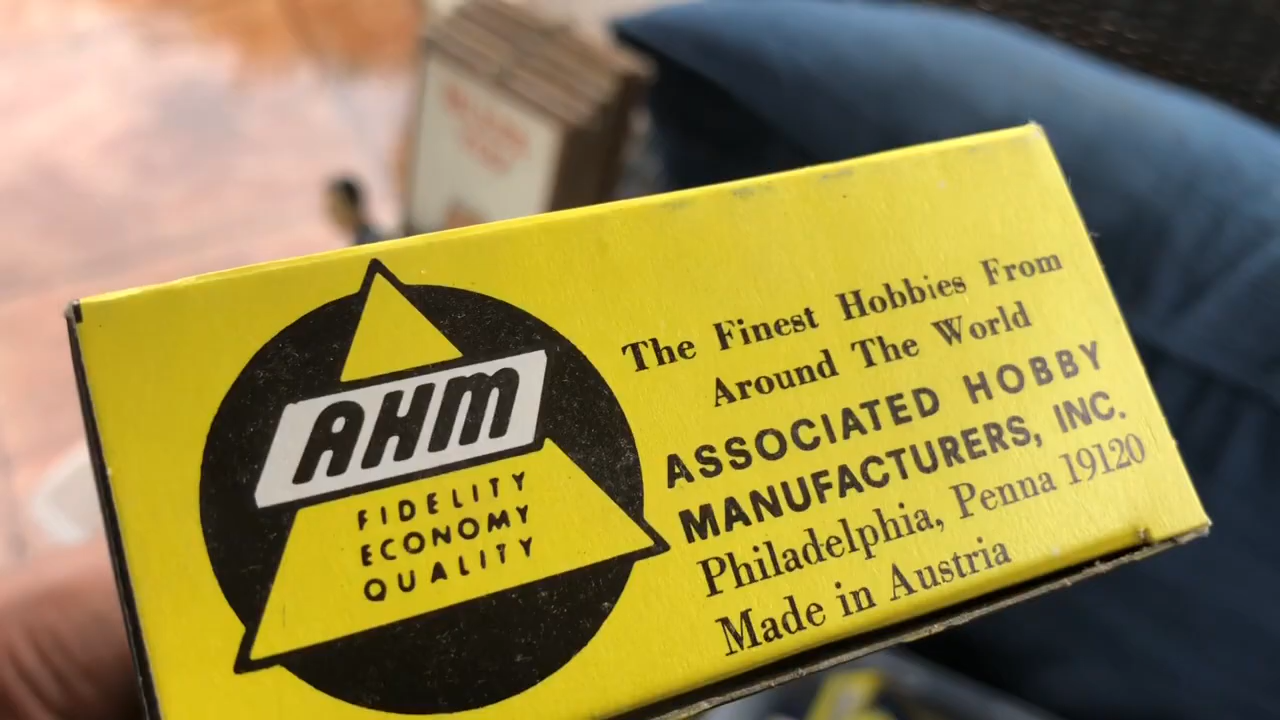 AHM
FIDELITY
ECONOMY
QUALITY
The Finest Hobbies From
Around The World
ASSOCIATED HOBBY
MANUFACTURERS, INC.
Philadelphia, Penna 19120
Made in Austria